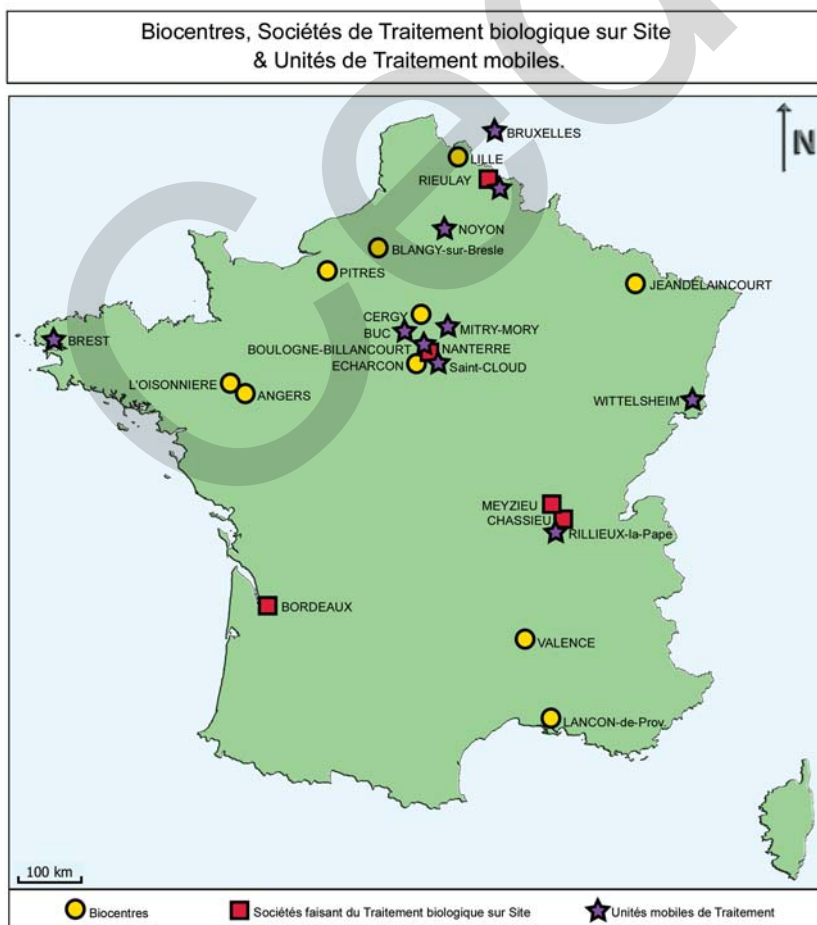 Biocentres, Sociétés de Traitement biologique sur Site
& Unités de Traitement mobiles.
N
BRUXELLES
LILLE
RIEULAY
NOYON
BLANGY-sur-Bresle
PITRES
JEANDELAINCOURT
CERGY
MITRY-MORY
BUC
BREST
BOULOGNE-BILLANCOURT
NANTERRE
ECHARCON
Saint-CLOUD
L'OISONNIERE
ANGERS
WITTELSHEIM
MEYZIEU
CHASSIEU
RILLIEUX-la-Pape
BORDEAUX
VALENCE
LANCON-de-Prov.
100 km
Biocentres
Sociétés faisant du Traitement biologique sur Site
Unités mobiles de Traitement